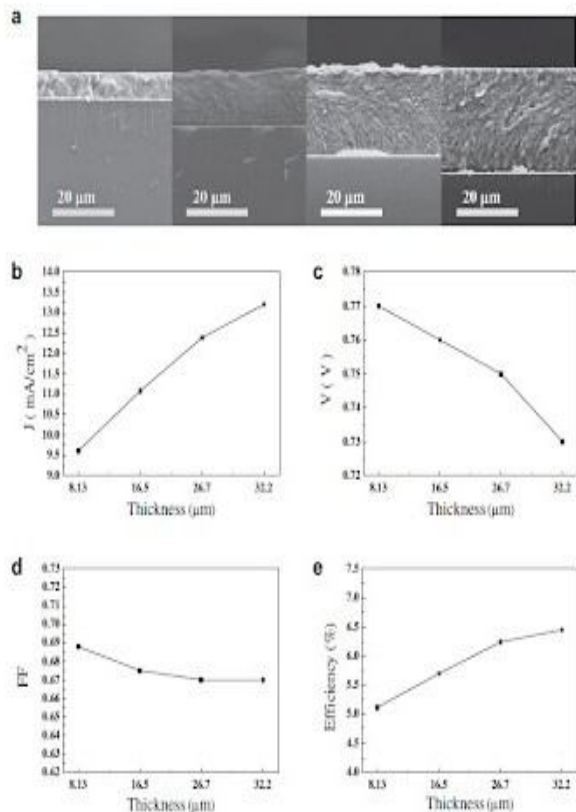 a
20 µm 20 µm 20 µm 20 µm
b
14.0
13.5
13.0
12.5
12.0
11.5
11.0
10.5
10.0
9.5
9.0
J ( mA/cm²)
8.13 16.5 26.7 32.2
Thickness(µm)
c
0.78
0.77
0.76
0.75
0.74
0.73
0.72
V ( V )
8.13 16.5 26.7 32.2
Thickness(µm)
d
0.73
0.72
0.71
0.70
0.69
0.68
0.67
0.66
0.65
0.64
0.63
0.62
FF
8.13 16.5 26.7 32.2
Thickness(µm)
e
7.5
7.0
6.5
6.0
5.5
5.0
4.5
4.0
Efficiency (%)
8.13 16.5 26.7 32.2
Thickness(µm)